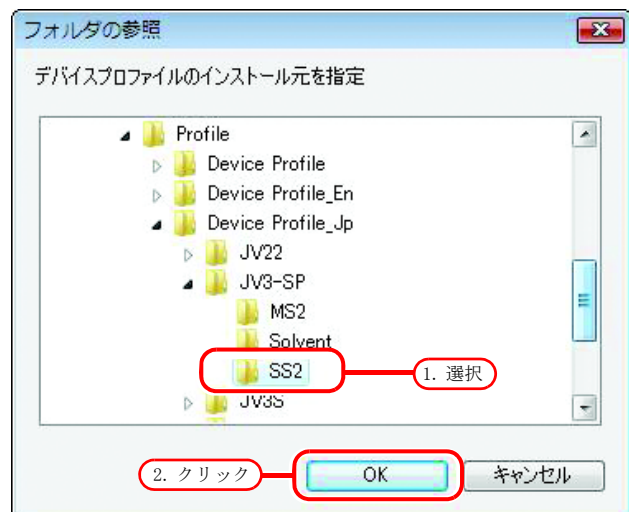 フォルダの参照
デバイスプロファイルのインストール元を指定
Profile
Device Profile
Device Profile_En
Device Profile_Jp
JV22
JV3-SP
MS2
Solvent
SS2
1. 選択
JV3S
2. クリック
OK
キャンセル